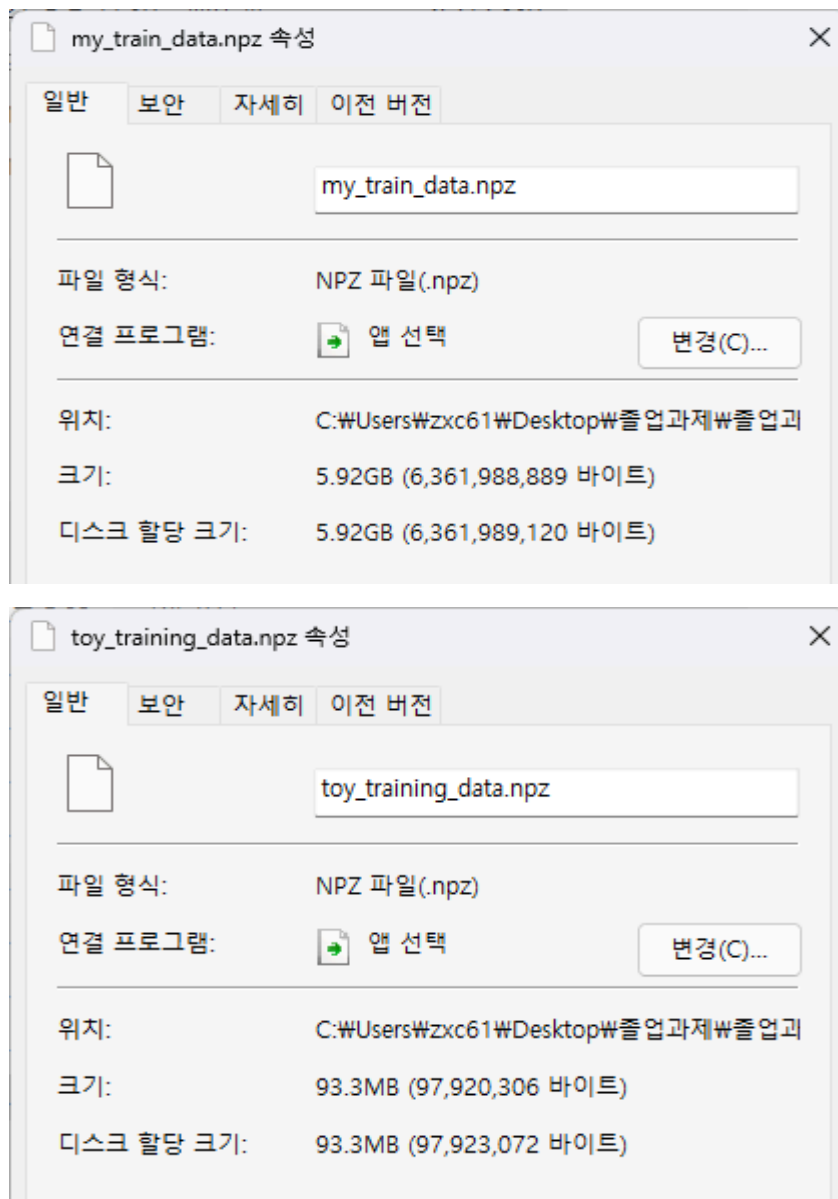 my_train_data.npz 속성
일반 보안 자세히 이전 버전
my_train_data.npz
파일 형식: NPZ 파일(.npz)
연결 프로그램: 앱 선택 변경(C)...
위치: C:₩Users₩zxc61₩Desktop₩졸업과제₩졸업과
크기: 5.92GB (6,361,988,889 바이트)
디스크 할당 크기: 5.92GB (6,361,989,120 바이트)
toy_training_data.npz 속성
일반 보안 자세히 이전 버전
toy_training_data.npz
파일 형식: NPZ 파일(.npz)
연결 프로그램: 앱 선택 변경(C)...
위치: C:₩Users₩zxc61₩Desktop₩졸업과제₩졸업과
크기: 93.3MB (97,920,306 바이트)
디스크 할당 크기: 93.3MB (97,923,072 바이트)